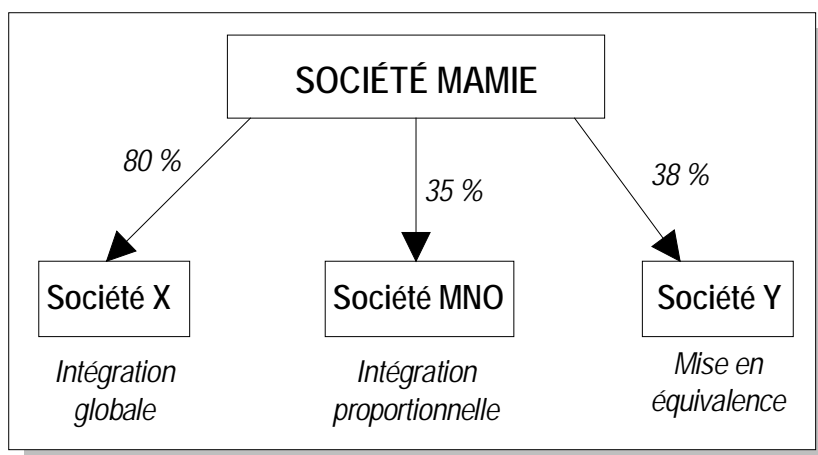 SOCIÉTÉ MAMIE
80 %
35 %
38 %
Société X
Société MNO
Société Y
Intégration
globale
Intégration
proportionnelle
Mise en
équivalence